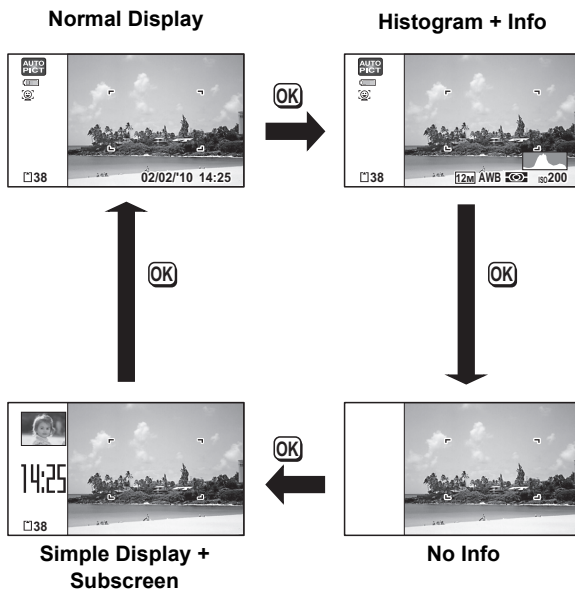 Normal Display
Histogram + Info
AUTO
PICT
38
02/02/'10 14:25
OK
AUTO
PICT
38
12M AWB ISO200
OK
OK
14:25
38
OK
Simple Display +
Subscreen
No Info